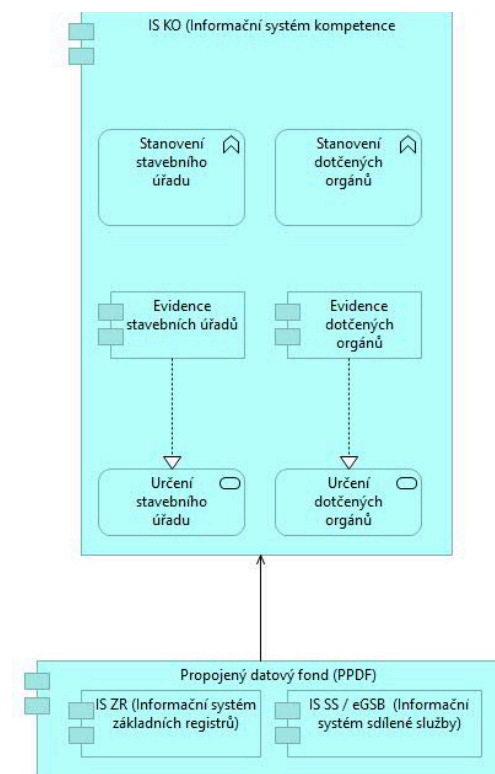 IS KO (Informační systém kompetence
Stanovení
stavebního
úřadu
Stanovení
dotčených
orgánů
Evidence
stavebních úřadů
Evidence
dotčených
orgánů
Určení
stavebního
úřadu
Určení
dotčených
orgánů
Propojený datový fond (PPDF)
IS ZR (Informační systém
základních registrů)
IS SS / eGSB (Informační
systém sdílené služby)